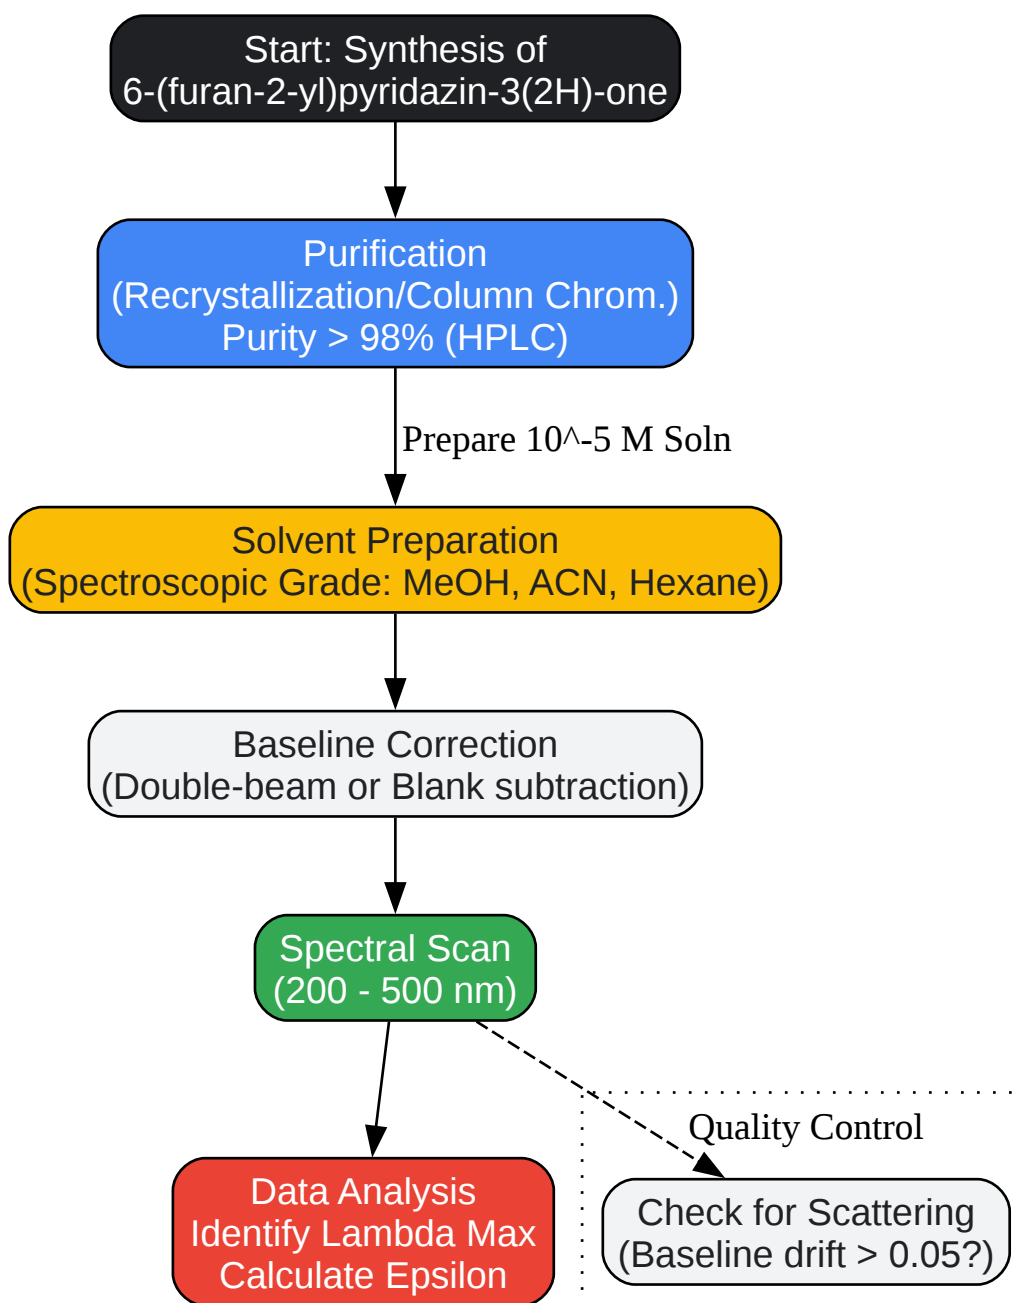 Start: Synthesis of
6-(furan-2-yl)pyridazin-3(2H)-one
Purification
(Recrystallization/Column Chrom.)
Purity > 98% (HPLC)
Prepare 10^-5 M Soln
Solvent Preparation
(Spectroscopic Grade: MeOH, ACN, Hexane)
Baseline Correction
(Double-beam or Blank subtraction)
Spectral Scan
(200 - 500 nm)
Quality Control
Data Analysis
Identify Lambda Max
Calculate Epsilon
Check for Scattering
(Baseline drift > 0.05?)